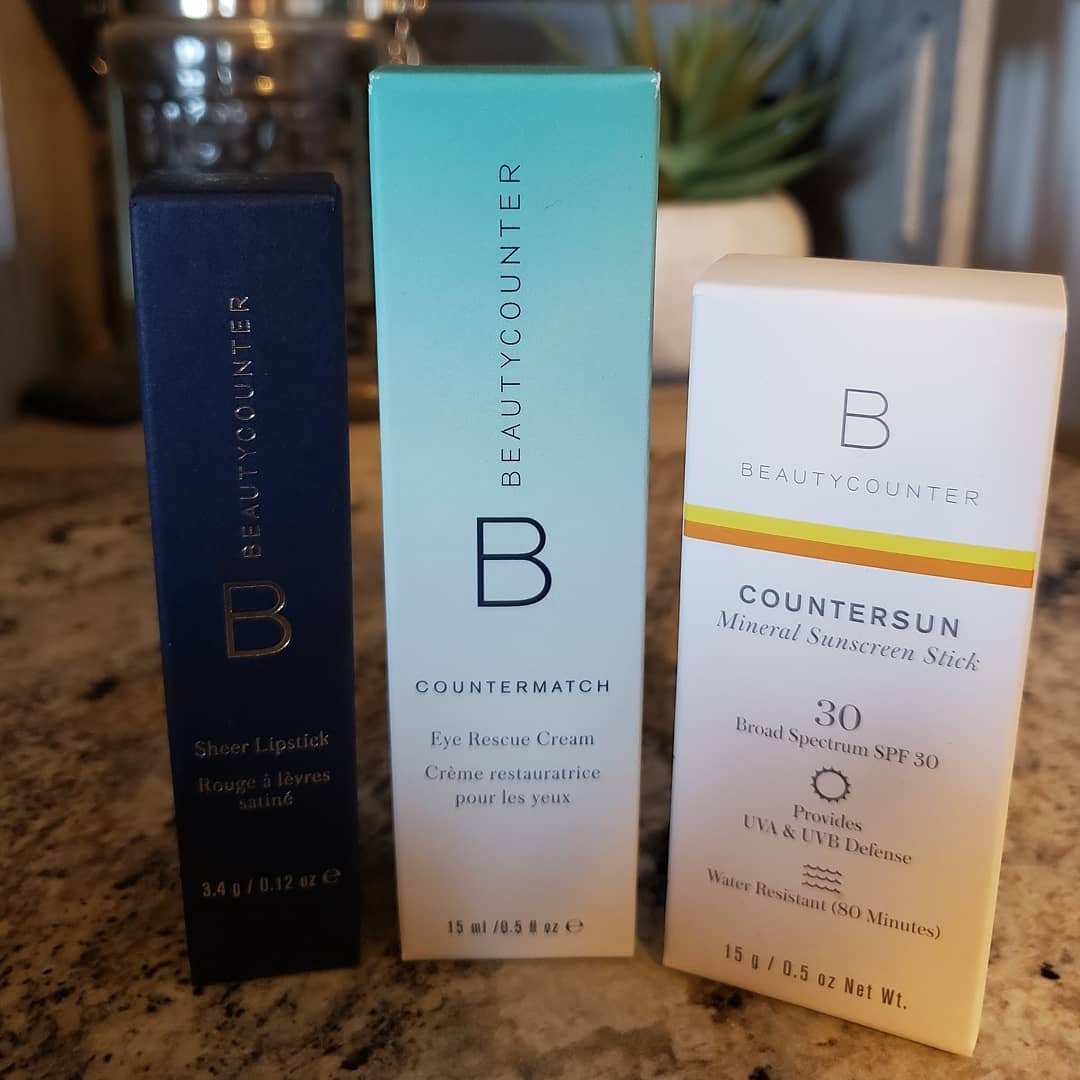 BEAUTYCOUNTER
B
Sheer Lipstick
Rouge à lèvres
satiné
3.4 g / 0.12 oz ℮
BEAUTYCOUNTER
B
COUNTERMATCH
Eye Rescue Cream
Crème restauratrice
pour les yeux
15 ml /0.5 fl oz ℮
B
BEAUTYCOUNTER
COUNTERSUN
Mineral Sunscreen Stick
30
Broad Spectrum SPF 30
Provides
UVA & UVB Defense
Water Resistant (80 Minutes)
15 g / 0.5 oz Net Wt.